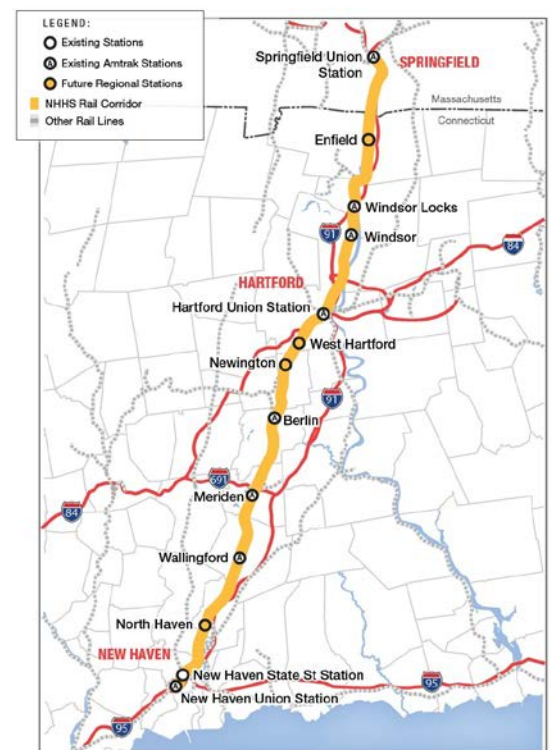 LEGEND:
Existing Stations
A Existing Amtrak Stations
Future Regional Stations
NHHS Rail Corridor
Other Rail Lines
Springfield Union
Station
A
SPRINGFIELD
Massachusetts
Connecticut
Enfield
A Windsor Locks
91
A Windsor
84
HARTFORD
Hartford Union Station A
West Hartford
Newington
91
A Berlin
691
Meriden A
84
Wallingford A
North Haven
NEW HAVEN
New Haven State St Station
A
New Haven Union Station
95
95